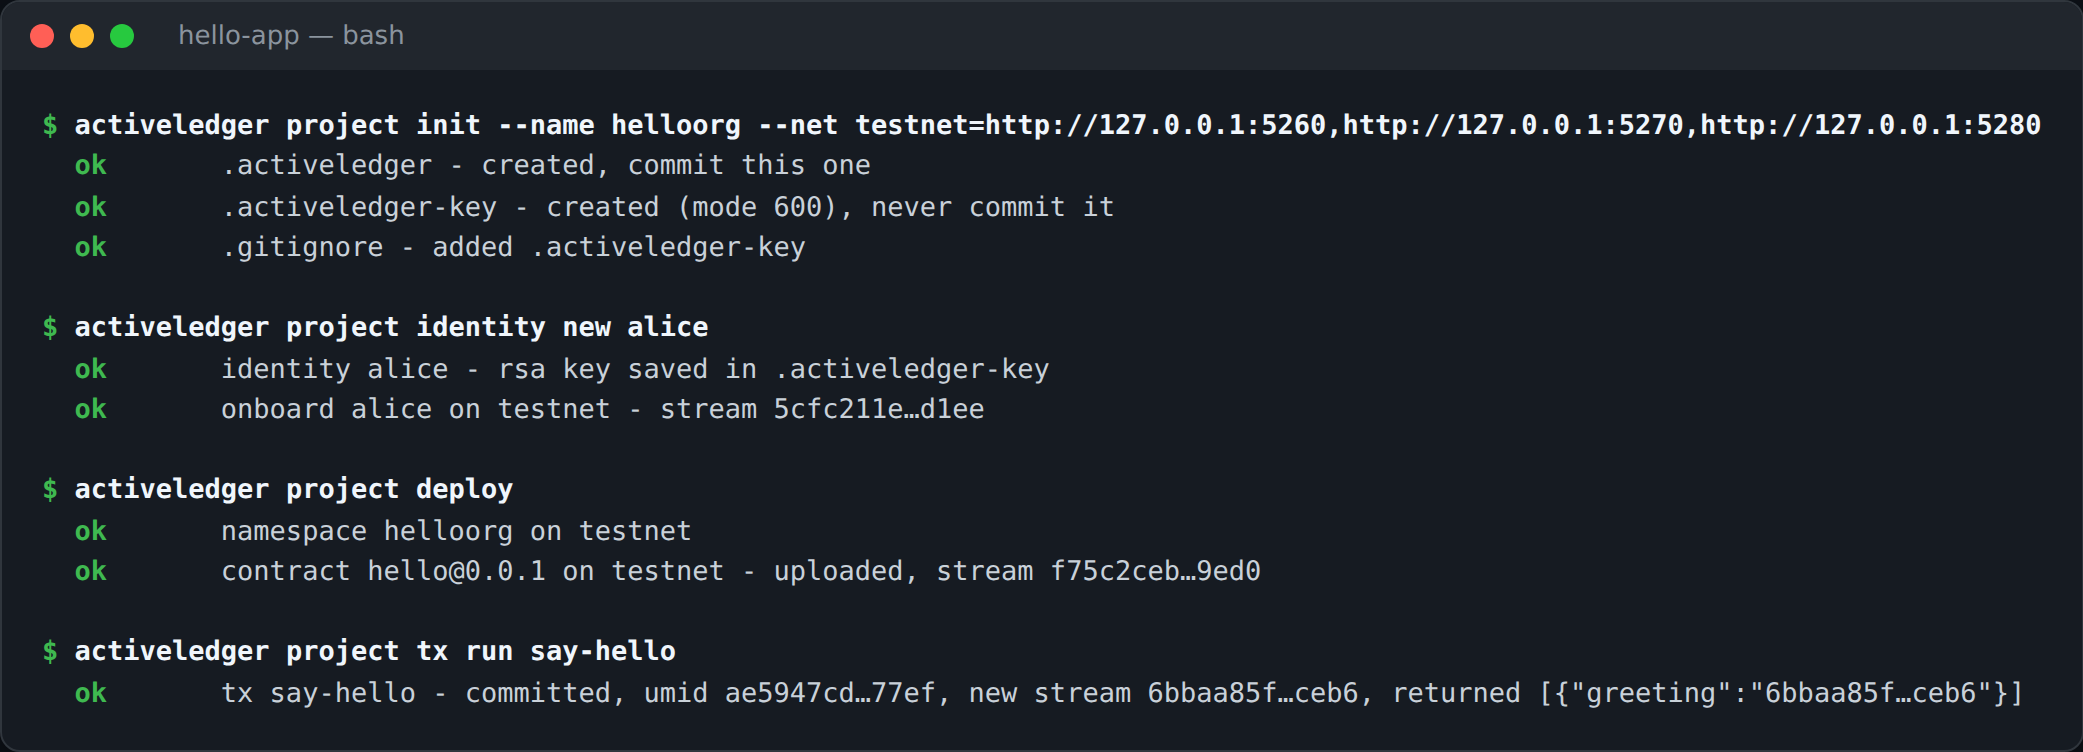 hello-app — bash
$ activeledger project init --name helloorg --net testnet=http://127.0.0.1:5260,http://127.0.0.1:5270,http://127.0.0.1:5280
ok .activeledger - created, commit this one
ok .activeledger-key - created (mode 600), never commit it
ok .gitignore - added .activeledger-key
$ activeledger project identity new alice
ok identity alice - rsa key saved in .activeledger-key
ok onboard alice on testnet - stream 5cfc211e…d1ee
$ activeledger project deploy
ok namespace helloorg on testnet
ok contract hello@0.0.1 on testnet - uploaded, stream f75c2ceb…9ed0
$ activeledger project tx run say-hello
ok tx say-hello - committed, umid ae5947cd…77ef, new stream 6bbaa85f…ceb6, returned [{"greeting":"6bbaa85f…ceb6"}]